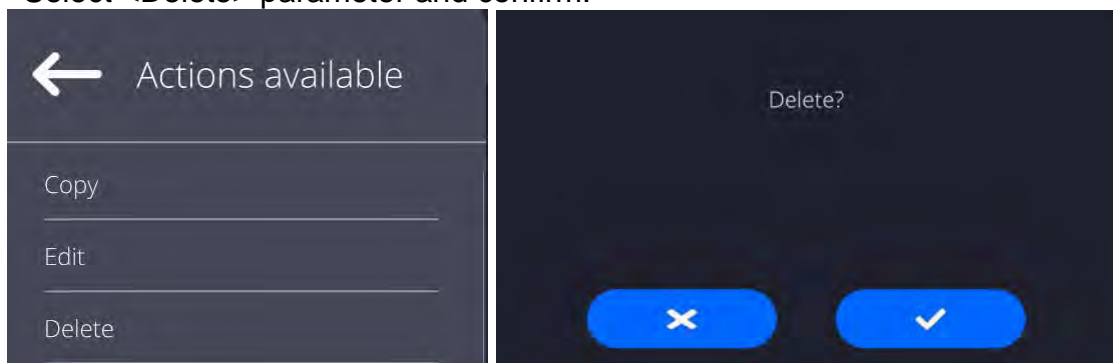 Select <Delete> parameter and confirm.
Actions available
Copy
Edit
Delete
Delete?